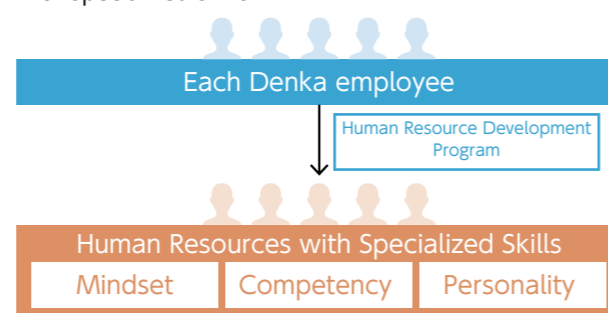 Each Denka employee
Human Resource Development
Program
Human Resources with Specialized Skills
Mindset
Competency
Personality